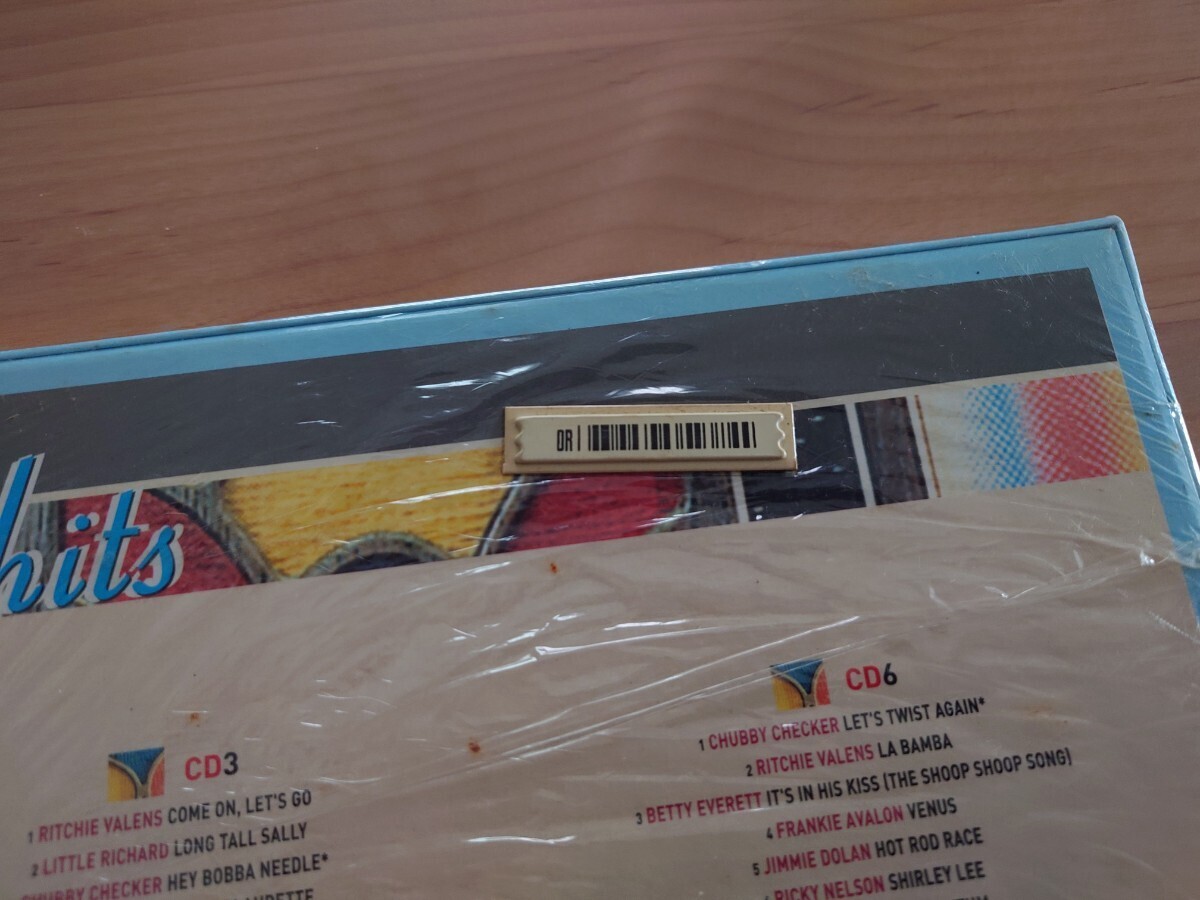 hits
DR
CD3
1 RITCHIE VALENS COME ON, LET'S GO
2 LITTLE RICHARD LONG TALL SALLY
CHUBBY CHECKER HEY BOBBA NEEDLE*
CD6
1 CHUBBY CHECKER LET'S TWIST AGAIN*
2 RITCHIE VALENS LA BAMBA
3 BETTY EVERETT IT'S IN HIS KISS (THE SHOOP SHOOP SONG)
4 FRANKIE AVALON VENUS
5 JIMMIE DOLAN HOT ROD RACE
RICKY NELSON SHIRLEY LEE